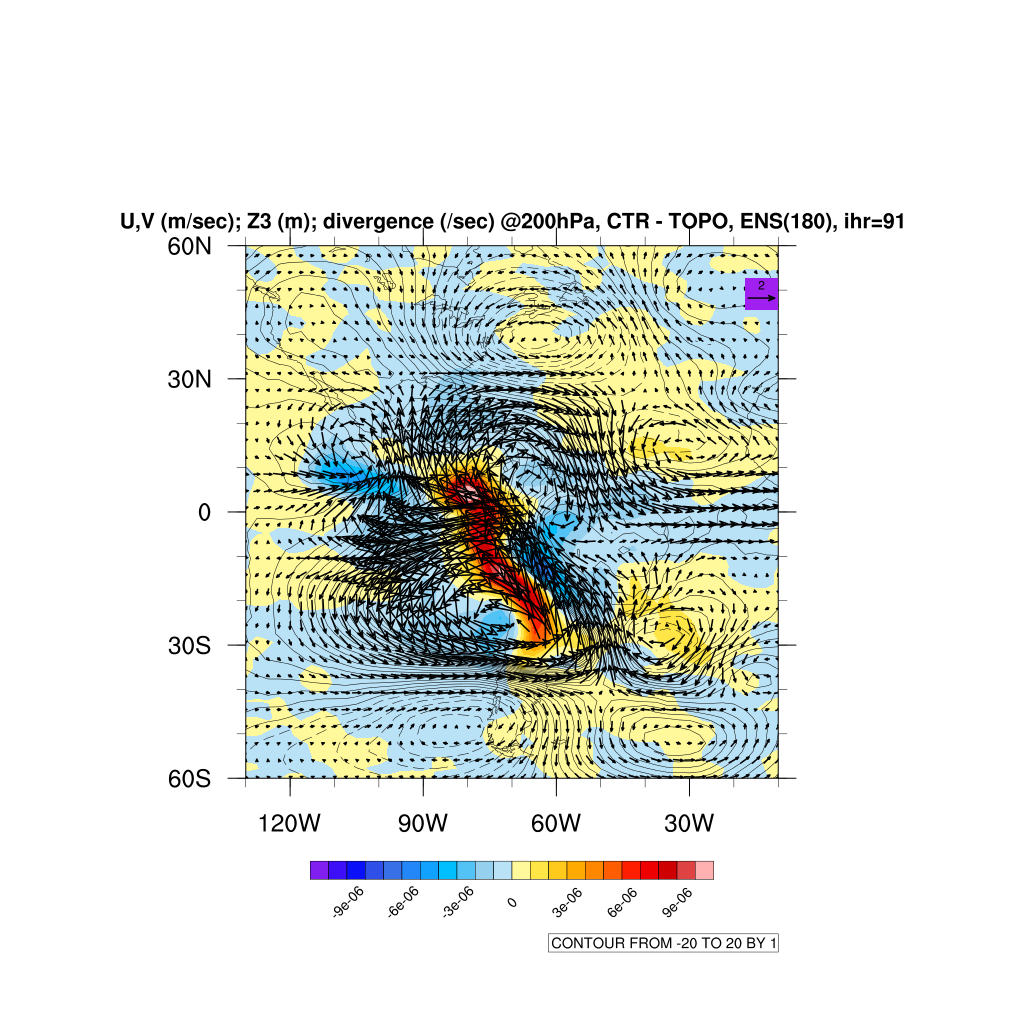 U,V (m/sec); Z3 (m); divergence (/sec) @200hPa, CTR - TOPO, ENS(180), ihr=91
60N
2
30N
0
30S
60S
120W 90W 60W 30W
-9e-06 -6e-06 -3e-06 0 3e-06 6e-06 9e-06
CONTOUR FROM -20 TO 20 BY 1